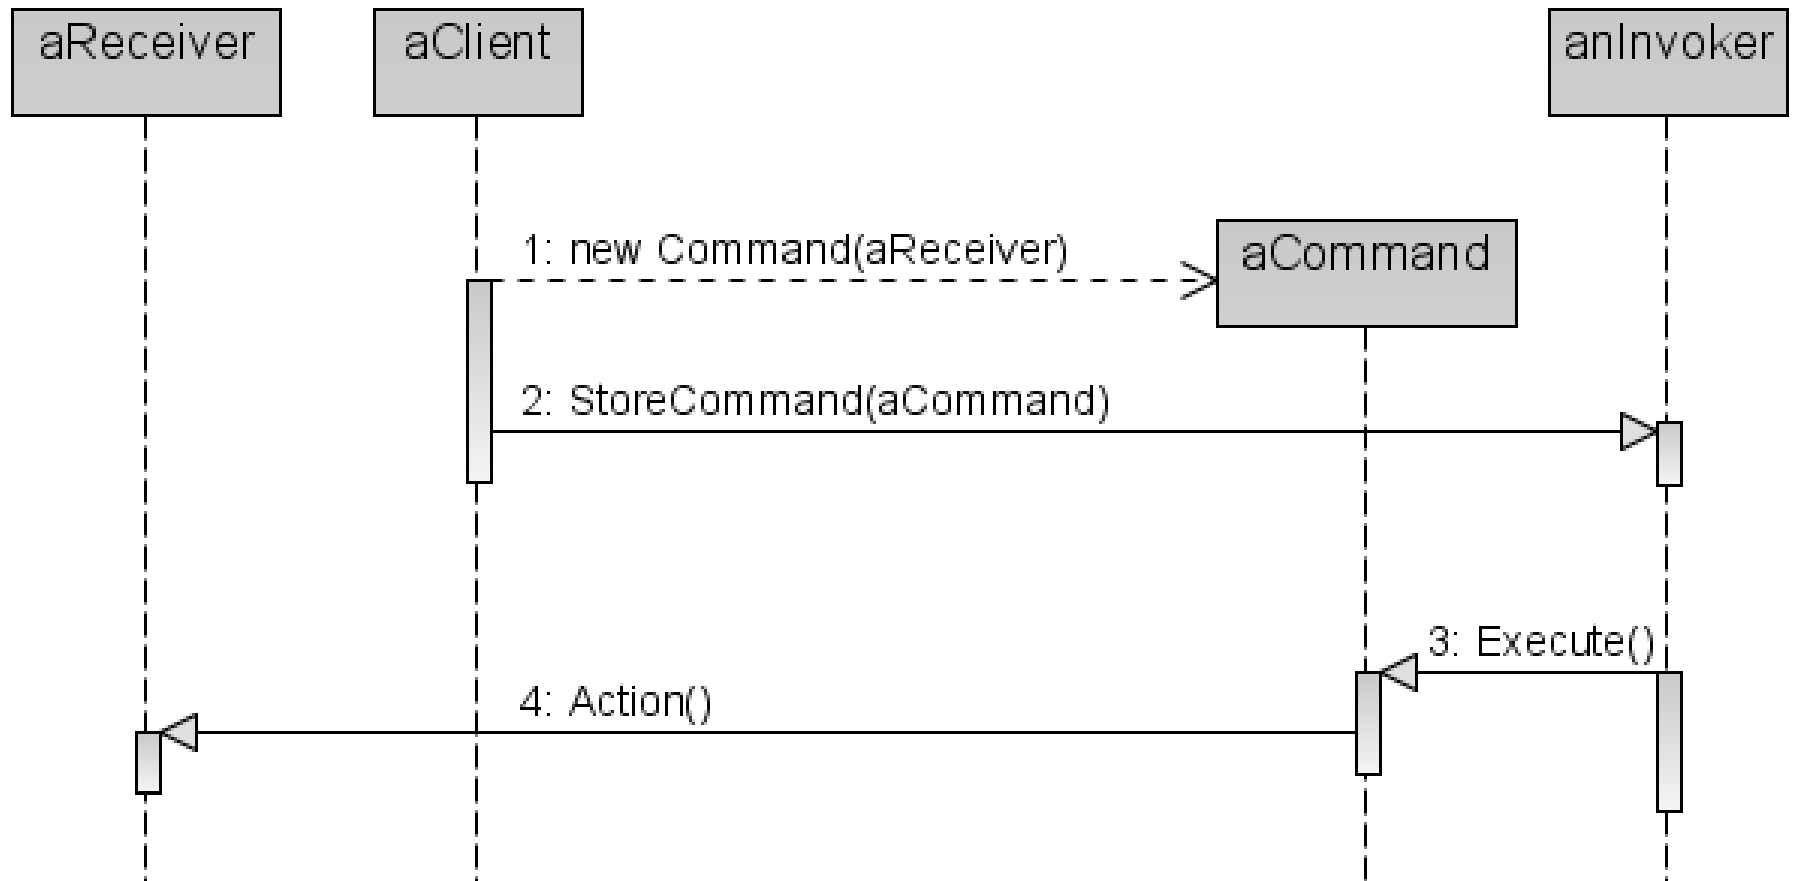 aReceiver
aClient
anInvoker
1: new Command(aReceiver)
aCommand
2: StoreCommand(aCommand)
3: Execute()
4: Action()